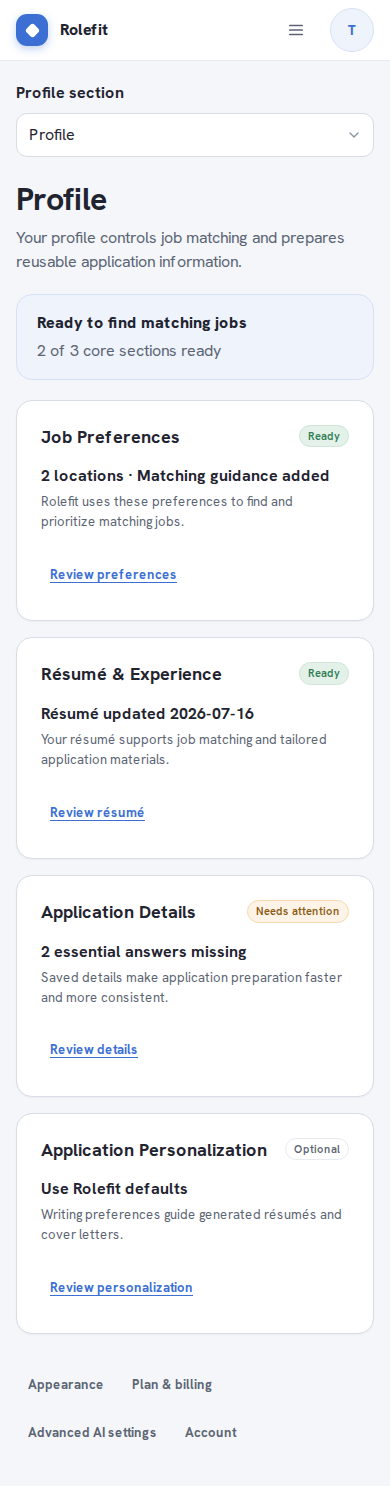 Rolefit
T
Profile section
Profile
Profile
Your profile controls job matching and prepares
reusable application information.
Ready to find matching jobs
2 of 3 core sections ready
Job Preferences
Ready
2 locations · Matching guidance added
Rolefit uses these preferences to find and
prioritize matching jobs.
Review preferences
Résumé & Experience
Ready
Résumé updated 2026-07-16
Your résumé supports job matching and tailored
application materials.
Review résumé
Application Details
Needs attention
2 essential answers missing
Saved details make application preparation faster
and more consistent.
Review details
Application Personalization
Optional
Use Rolefit defaults
Writing preferences guide generated résumés and
cover letters.
Review personalization
Appearance
Plan & billing
Advanced AI settings
Account